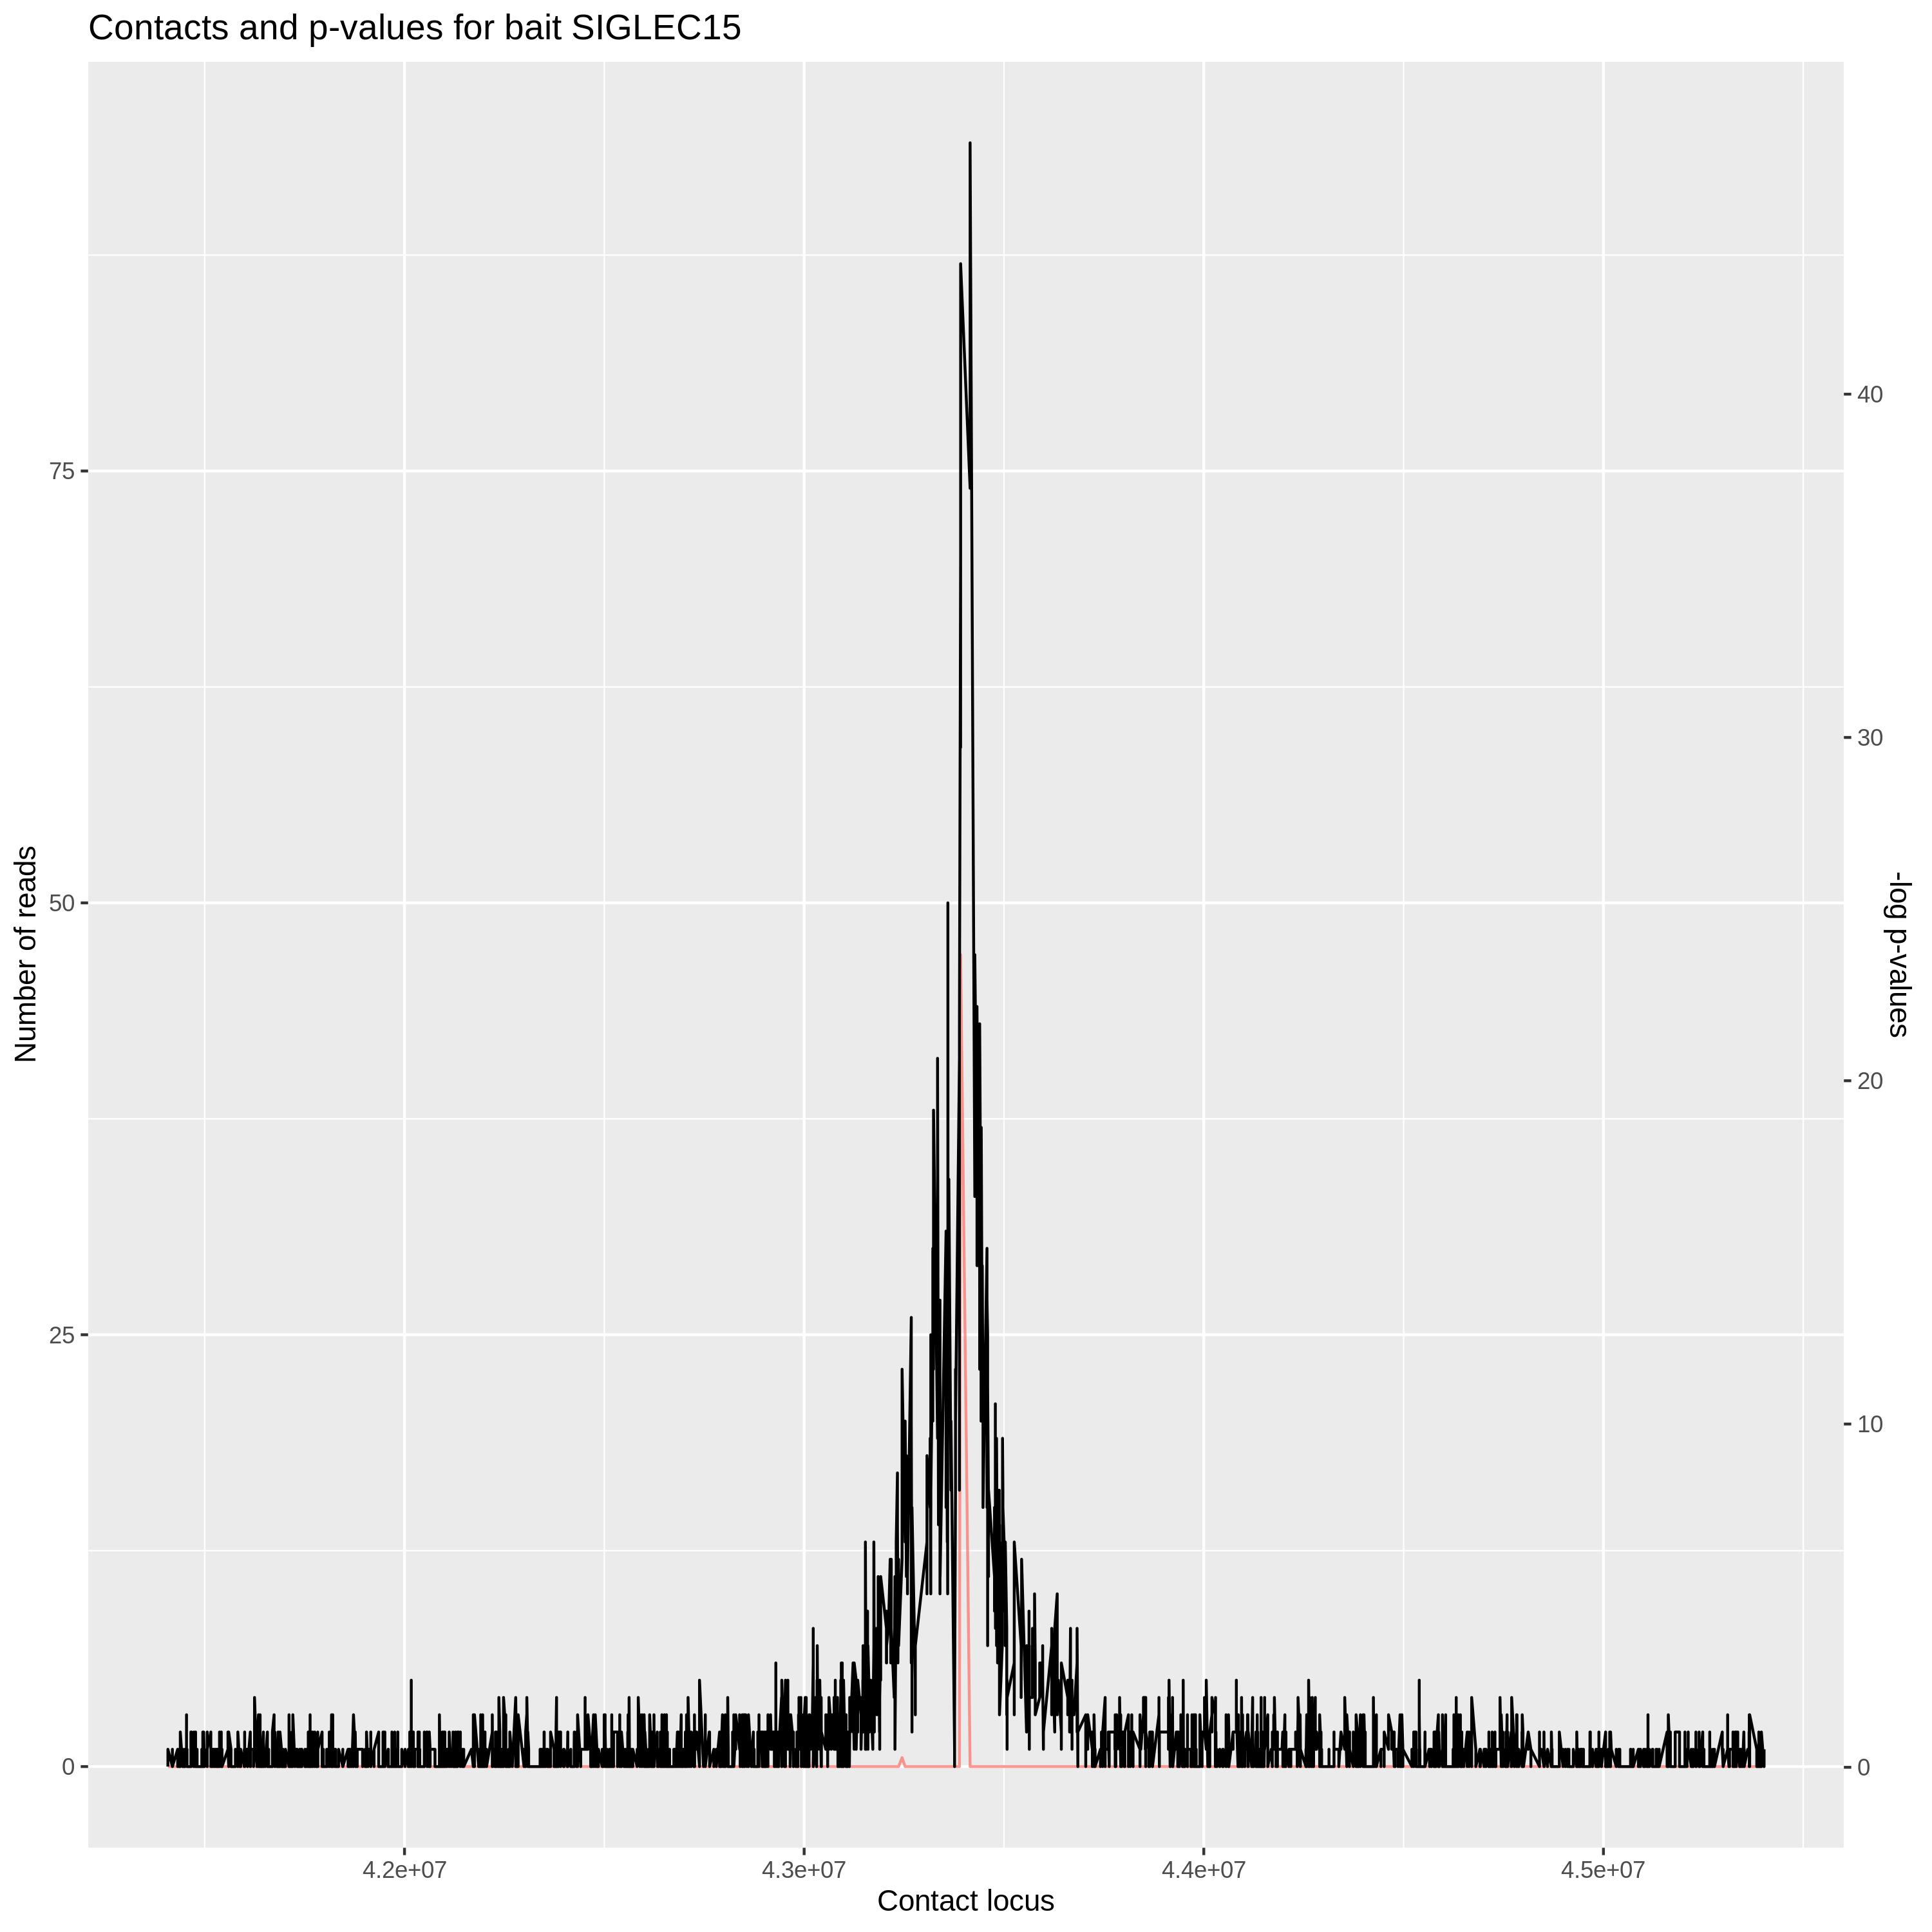 Contacts and p-values for bait SIGLEC15
Number of reads
75
50
25
0
40
30
20
10
0
-log p-values
4.2e+07
4.3e+07
4.4e+07
4.5e+07
Contact locus